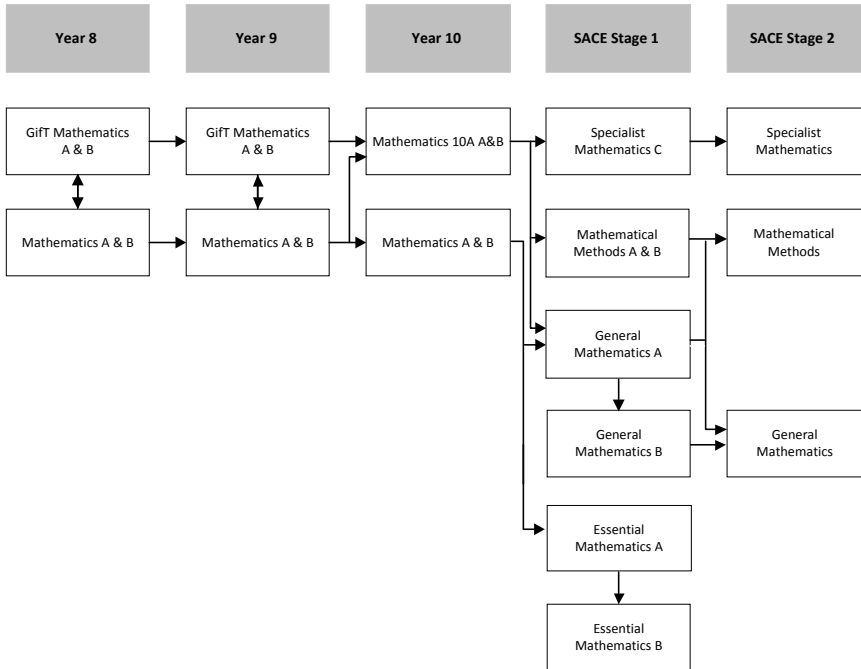 Year 8
Year 9
Year 10
SACE Stage 1
SACE Stage 2
GifT Mathematics
A & B
GifT Mathematics
A & B
Mathematics 10A A&B
Specialist
Mathematics C
Specialist
Mathematics
Mathematics A & B
Mathematics A & B
Mathematics A & B
Mathematical
Methods A & B
Mathematical
Methods
General
Mathematics A
General
Mathematics B
General
Mathematics
Essential
Mathematics A
Essential
Mathematics B